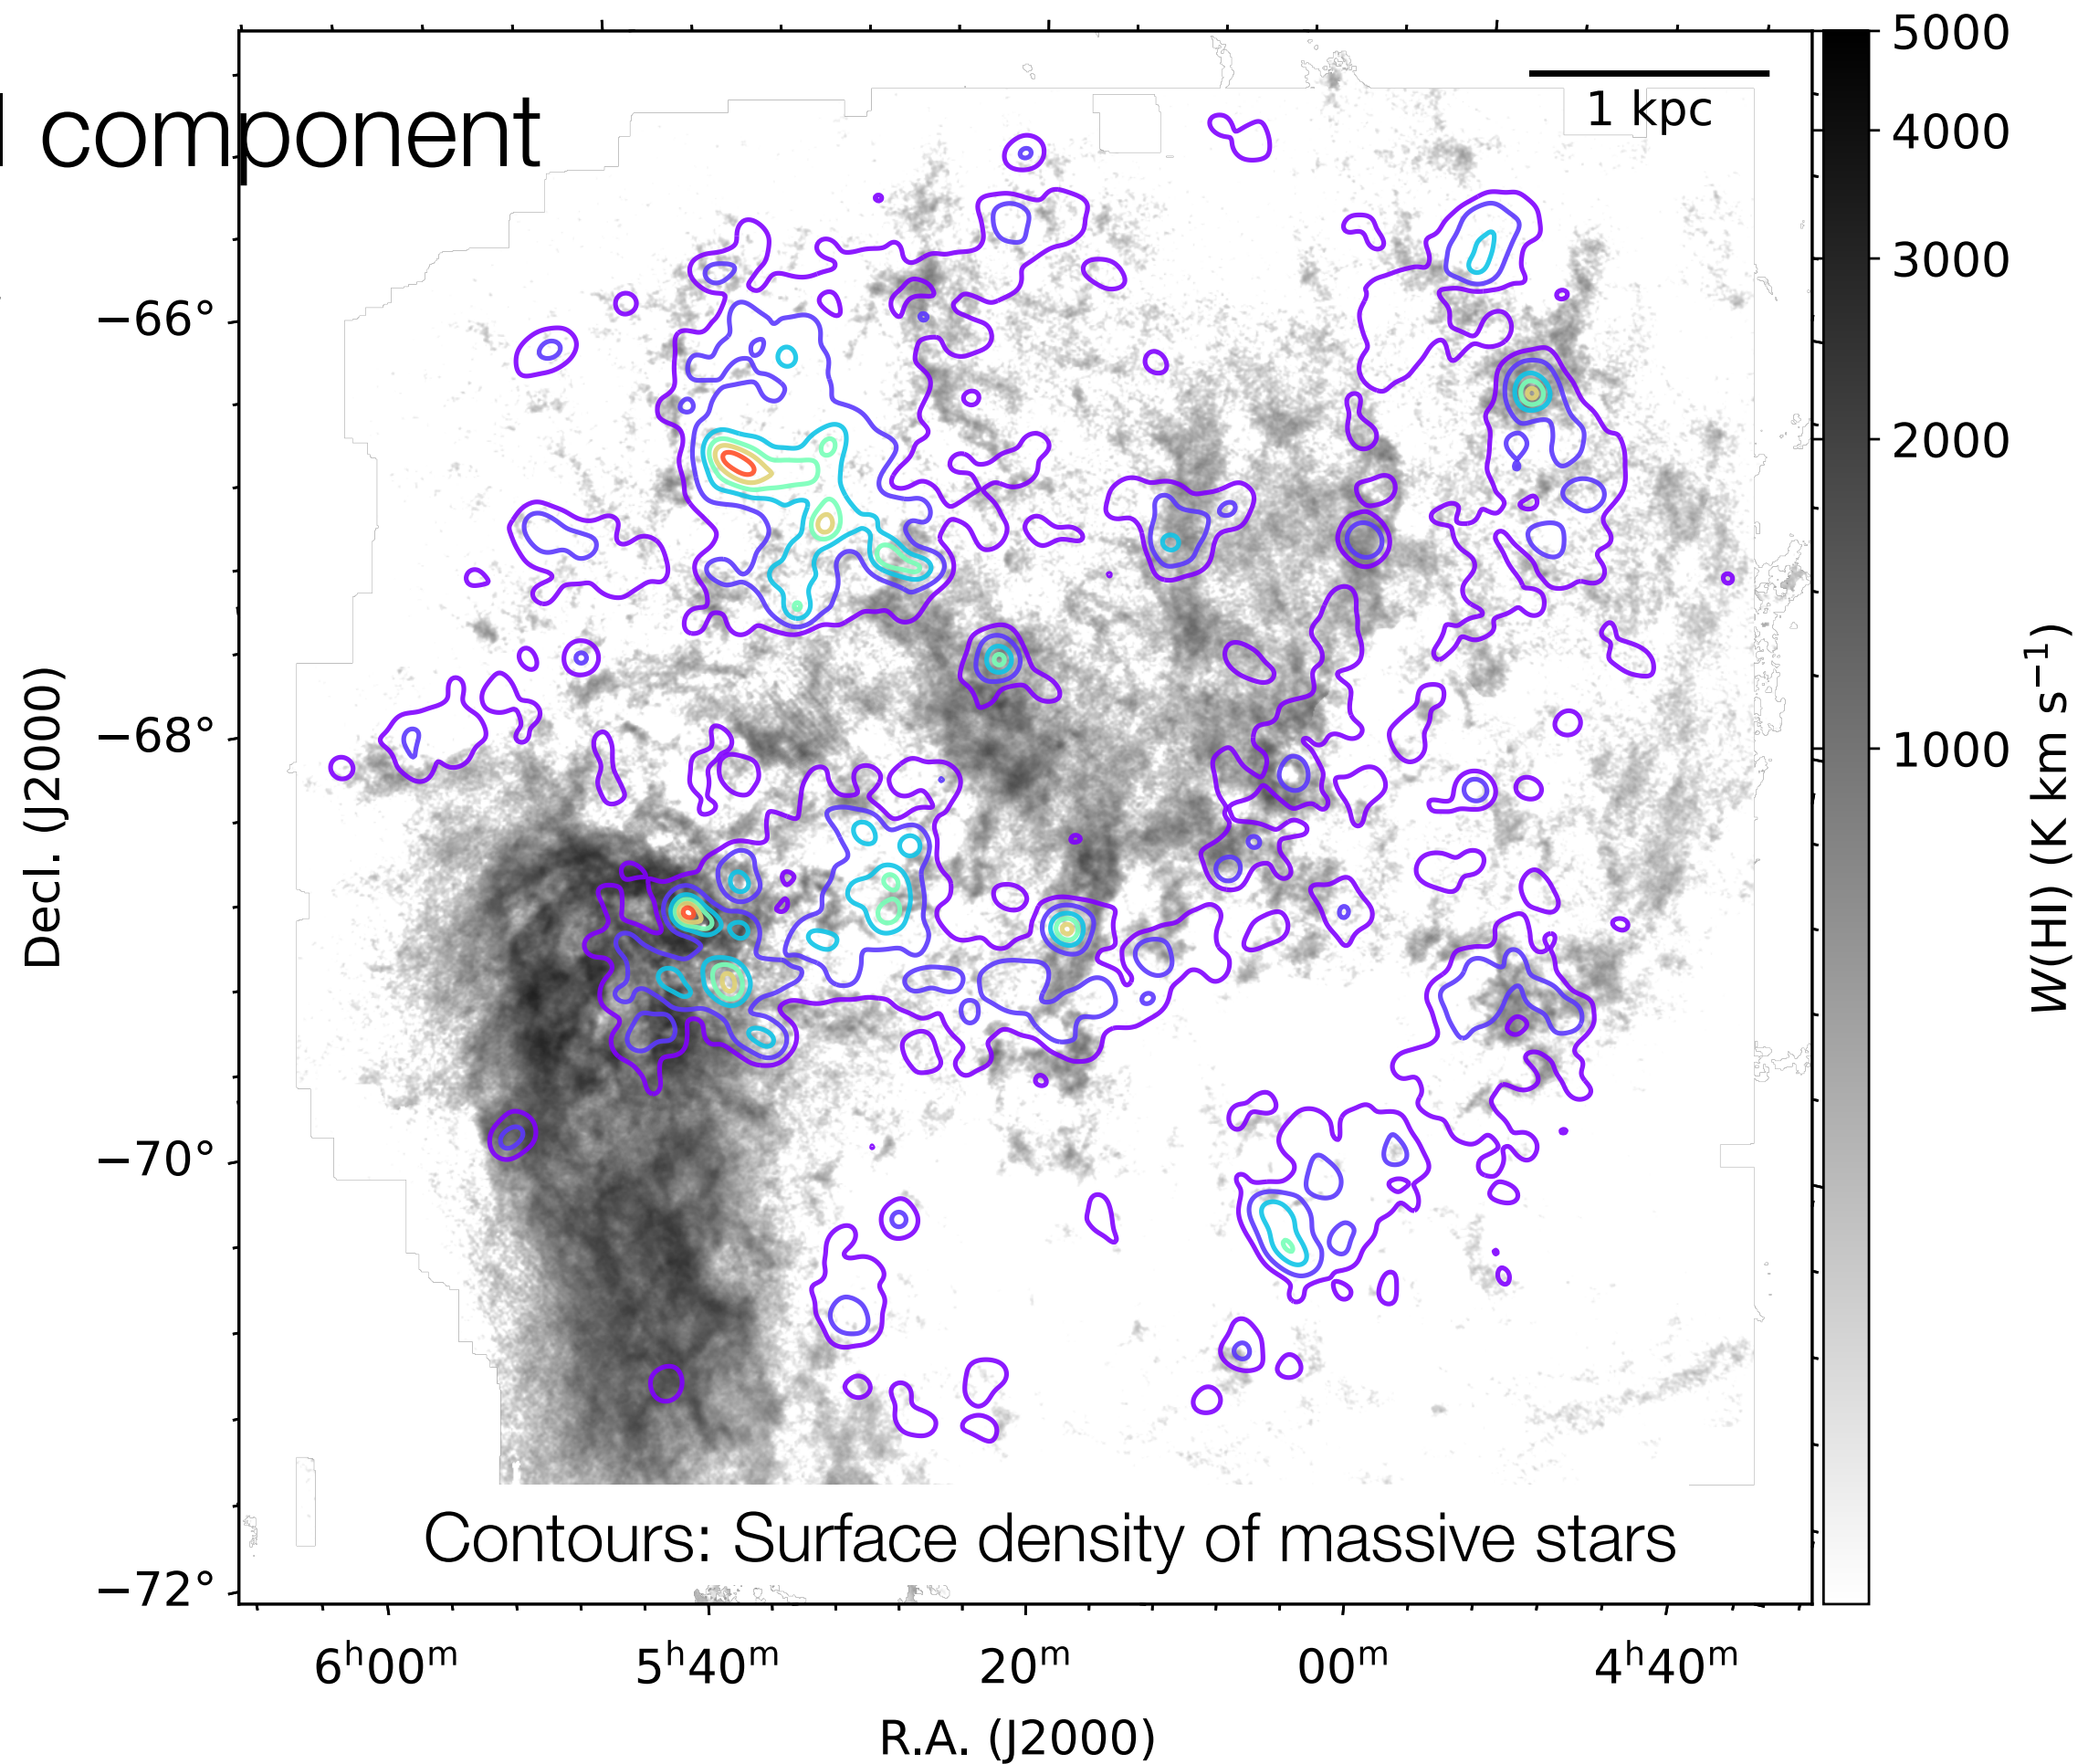 component
1 kpc
5000
4000
3000
2000
1000
W(HI) (K km s⁻¹)
−66°
−68°
−70°
−72°
Decl. (J2000)
Contours: Surface density of massive stars
6ʰ00ᵐ 5ʰ40ᵐ 20ᵐ 00ᵐ 4ʰ40ᵐ
R.A. (J2000)